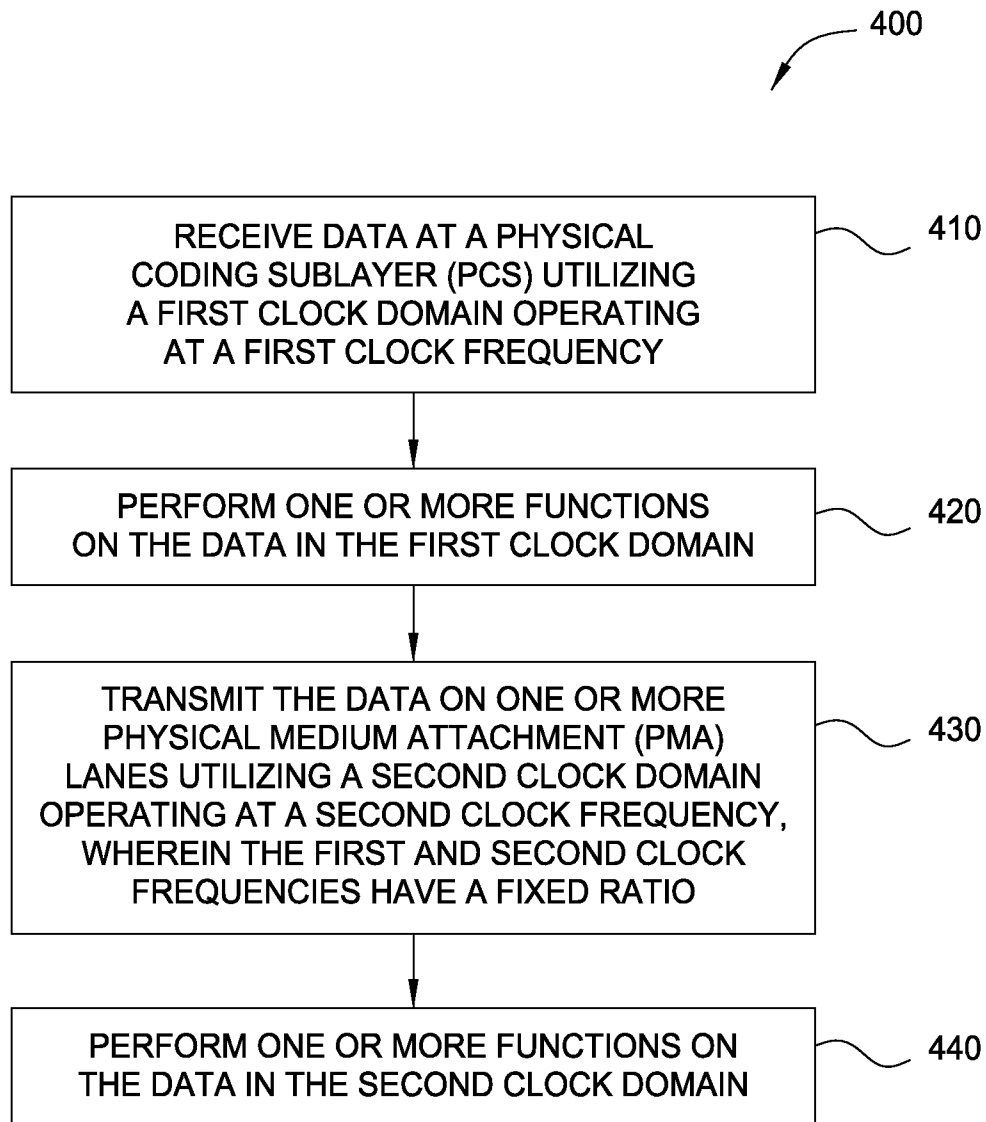 400
RECEIVE DATA AT A PHYSICAL
CODING SUBLAYER (PCS) UTILIZING
A FIRST CLOCK DOMAIN OPERATING
AT A FIRST CLOCK FREQUENCY
410
PERFORM ONE OR MORE FUNCTIONS
ON THE DATA IN THE FIRST CLOCK DOMAIN
420
TRANSMIT THE DATA ON ONE OR MORE
PHYSICAL MEDIUM ATTACHMENT (PMA)
LANES UTILIZING A SECOND CLOCK DOMAIN
OPERATING AT A SECOND CLOCK FREQUENCY,
WHEREIN THE FIRST AND SECOND CLOCK
FREQUENCIES HAVE A FIXED RATIO
430
PERFORM ONE OR MORE FUNCTIONS ON
THE DATA IN THE SECOND CLOCK DOMAIN
440